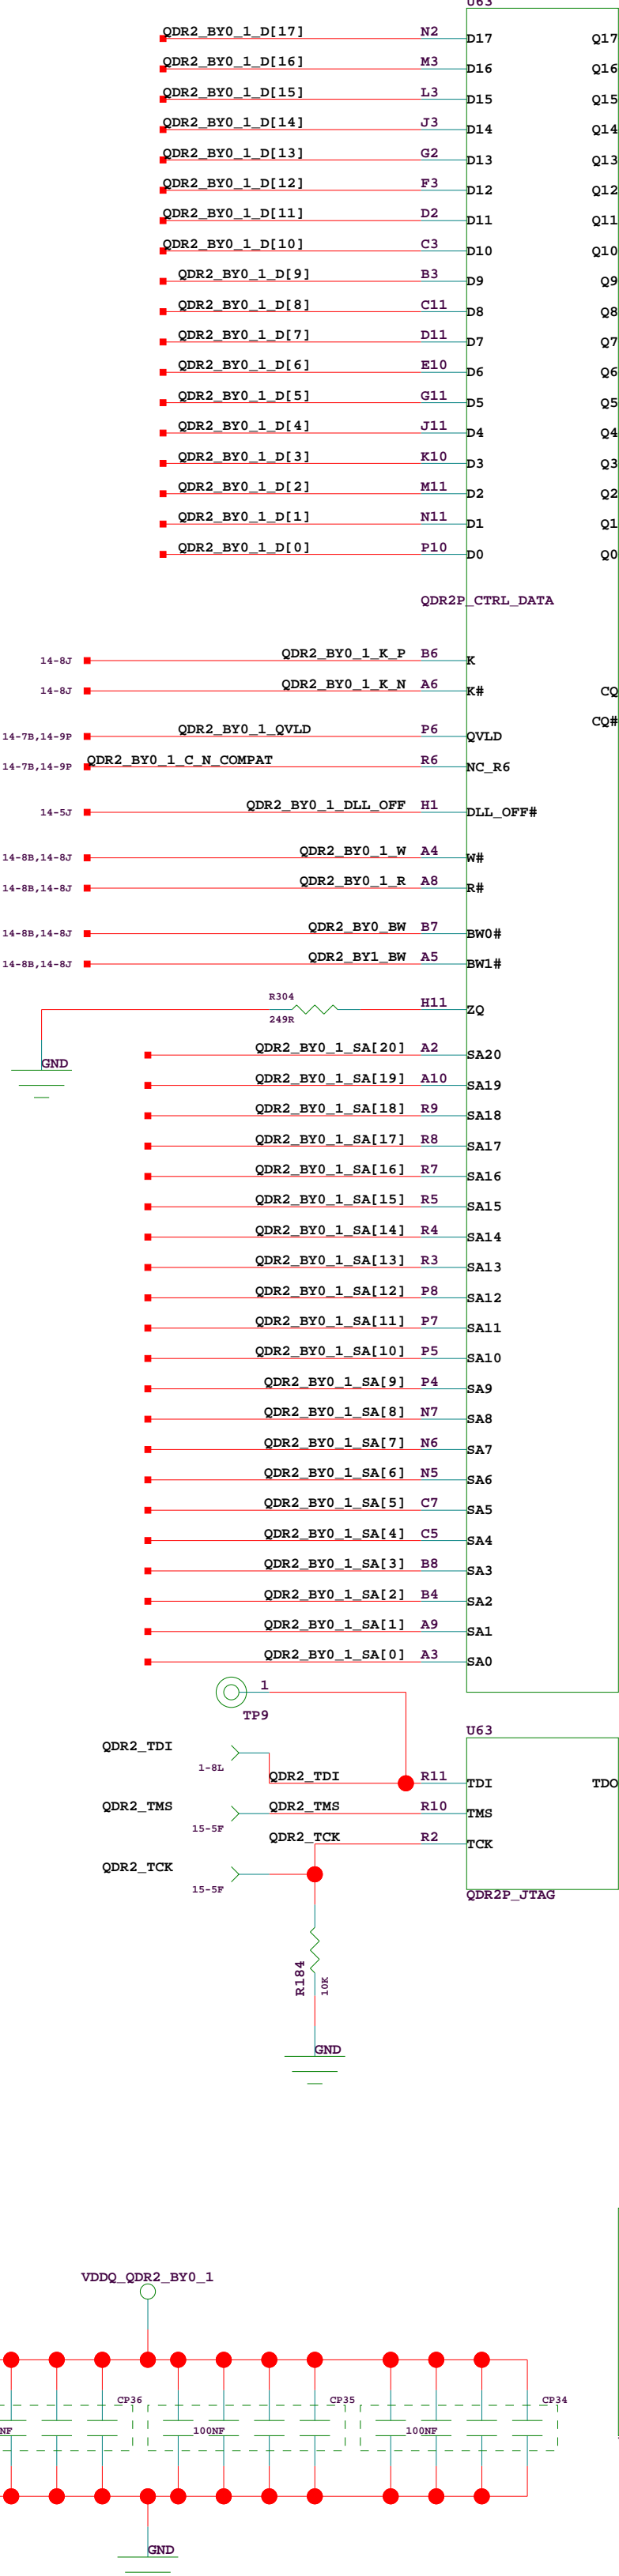 U63
QDR2_BY0_1_D[17] N2 D17 Q17
QDR2_BY0_1_D[16] M3 D16 Q16
QDR2_BY0_1_D[15] L3 D15 Q15
QDR2_BY0_1_D[14] J3 D14 Q14
QDR2_BY0_1_D[13] G2 D13 Q13
QDR2_BY0_1_D[12] F3 D12 Q12
QDR2_BY0_1_D[11] D2 D11 Q11
QDR2_BY0_1_D[10] C3 D10 Q10
QDR2_BY0_1_D[9] B3 D9 Q9
QDR2_BY0_1_D[8] C11 D8 Q8
QDR2_BY0_1_D[7] D11 D7 Q7
QDR2_BY0_1_D[6] E10 D6 Q6
QDR2_BY0_1_D[5] G11 D5 Q5
QDR2_BY0_1_D[4] J11 D4 Q4
QDR2_BY0_1_D[3] K10 D3 Q3
QDR2_BY0_1_D[2] M11 D2 Q2
QDR2_BY0_1_D[1] N11 D1 Q1
QDR2_BY0_1_D[0] P10 D0 Q0
QDR2P_CTRL_DATA
14-8J QDR2_BY0_1_K_P B6 K
14-8J QDR2_BY0_1_K_N A6 K# CQ
CQ#
14-7B,14-9P QDR2_BY0_1_QVLD P6 QVLD
14-7B,14-9P QDR2_BY0_1_C_N_COMPAT R6 NC_R6
14-5J QDR2_BY0_1_DLL_OFF H1 DLL_OFF#
14-8B,14-8J QDR2_BY0_1_W A4 W#
14-8B,14-8J QDR2_BY0_1_R A8 R#
14-8B,14-8J QDR2_BY0_BW B7 BW0#
14-8B,14-8J QDR2_BY1_BW A5 BW1#
R304 H11 ZQ
249R
GND
QDR2_BY0_1_SA[20] A2 SA20
QDR2_BY0_1_SA[19] A10 SA19
QDR2_BY0_1_SA[18] R9 SA18
QDR2_BY0_1_SA[17] R8 SA17
QDR2_BY0_1_SA[16] R7 SA16
QDR2_BY0_1_SA[15] R5 SA15
QDR2_BY0_1_SA[14] R4 SA14
QDR2_BY0_1_SA[13] R3 SA13
QDR2_BY0_1_SA[12] P8 SA12
QDR2_BY0_1_SA[11] P7 SA11
QDR2_BY0_1_SA[10] P5 SA10
QDR2_BY0_1_SA[9] P4 SA9
QDR2_BY0_1_SA[8] N7 SA8
QDR2_BY0_1_SA[7] N6 SA7
QDR2_BY0_1_SA[6] N5 SA6
QDR2_BY0_1_SA[5] C7 SA5
QDR2_BY0_1_SA[4] C5 SA4
QDR2_BY0_1_SA[3] B8 SA3
QDR2_BY0_1_SA[2] B4 SA2
QDR2_BY0_1_SA[1] A9 SA1
QDR2_BY0_1_SA[0] A3 SA0
1
TP9
U63
QDR2_TDI
1-8L
QDR2_TDI R11 TDI TDO
QDR2_TMS QDR2_TMS R10 TMS
15-5F
QDR2_TCK R2 TCK
QDR2_TCK
15-5F
QDR2P_JTAG
R184 10K
GND
VDDQ_QDR2_BY0_1
CP36 CP35 CP34
NF 100NF 100NF
GND